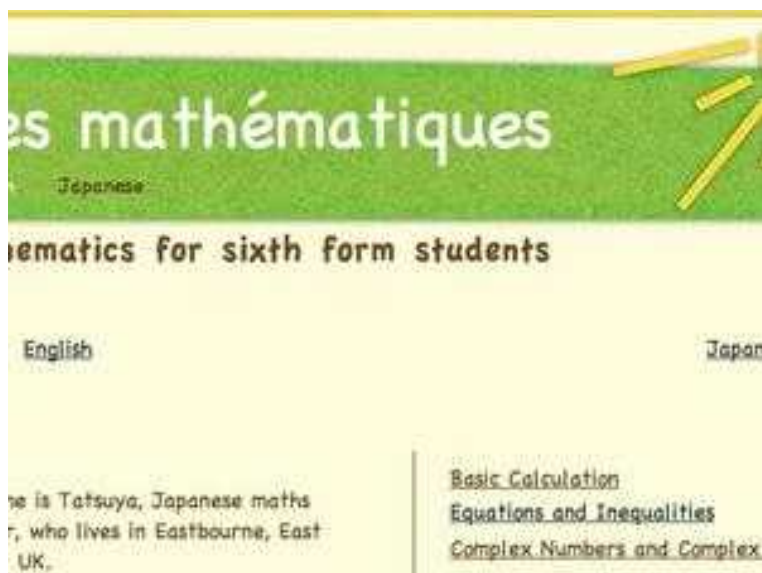 es mathématiques
Japanese
ematics for sixth form students
English
Japan
Basic Calculation
ne is Tatsuya, Japanese maths
Equations and Inequalities
r, who lives in Eastbourne, East
Complex Numbers and Complex
UK.